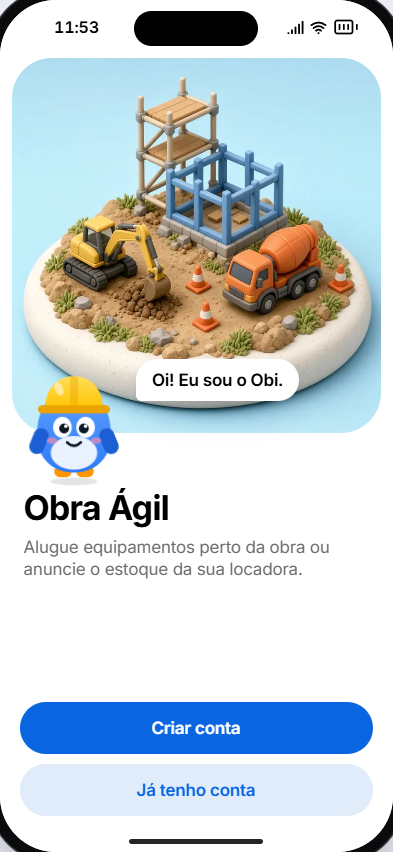 11:53
Oi! Eu sou o Obi.
Obra Ágil
Alugue equipamentos perto da obra ou
anuncie o estoque da sua locadora.
Criar conta
Já tenho conta